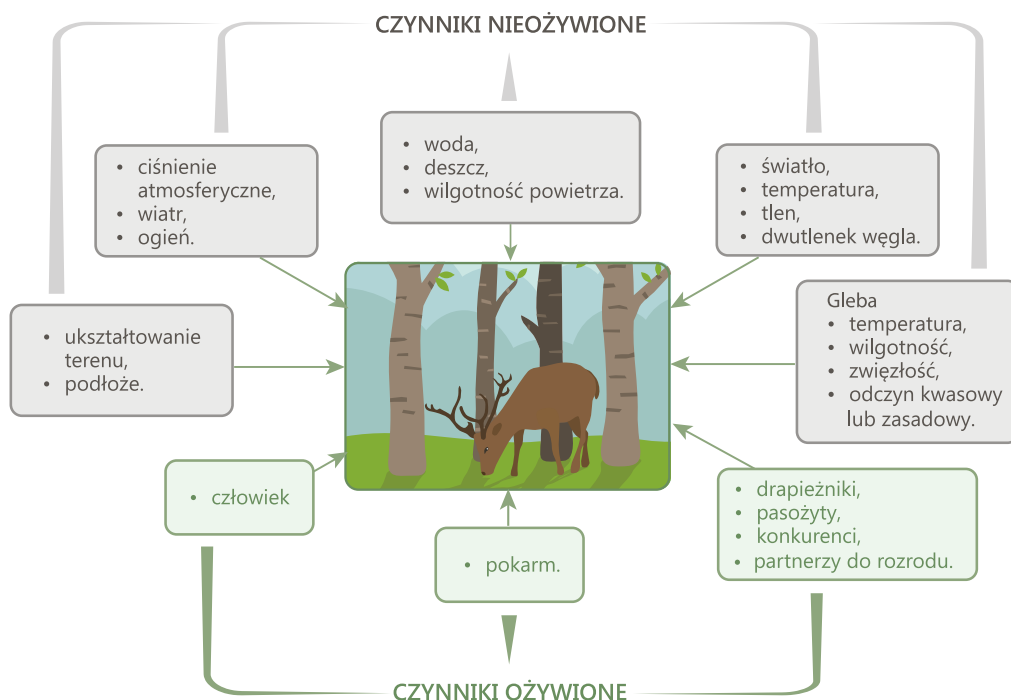 CZYNNIKI NIEOŻYWIONE
• ciśnienie
atmosferyczne,
• wiatr,
• ogień.
• woda,
• deszcz,
• wilgotność powietrza.
• światło,
• temperatura,
• tlen,
• dwutlenek węgla.
• ukształtowanie
terenu,
• podłoże.
Gleba
• temperatura,
• wilgotność,
• zwięzłość,
• odczyn kwasowy
lub zasadowy.
• człowiek
• pokarm.
• drapieżniki,
• pasożyty,
• konkurenci,
• partnerzy do rozrodu.
CZYNNIKI OŻYWIONE